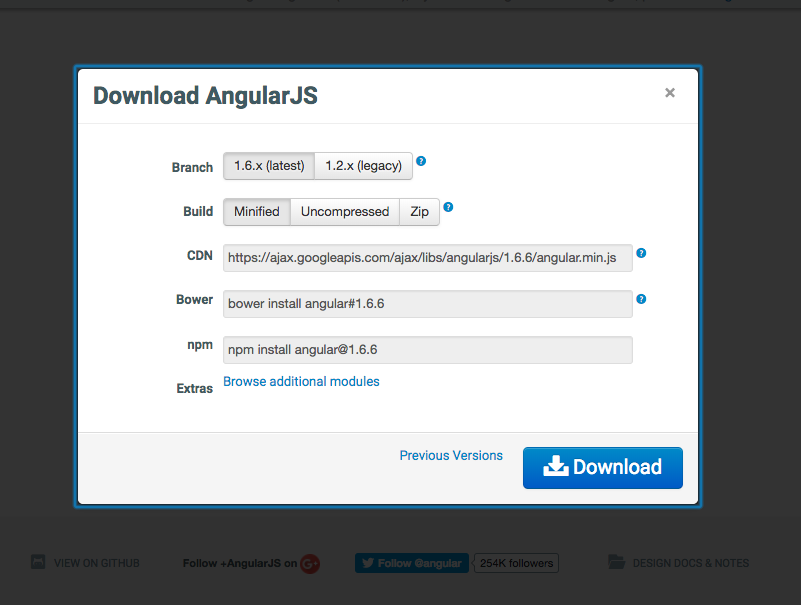 Download AngularJS ×
Branch 1.6.x (latest) 1.2.x (legacy) ?
Build Minified Uncompressed Zip ?
CDN https://ajax.googleapis.com/ajax/libs/angularjs/1.6.6/angular.min.js ?
Bower bower install angular#1.6.6 ?
npm npm install angular@1.6.6
Extras Browse additional modules
Previous Versions Download
VIEW ON GITHUB Follow +AngularJS on G+ Follow @angular 254K followers DESIGN DOCS & NOTES